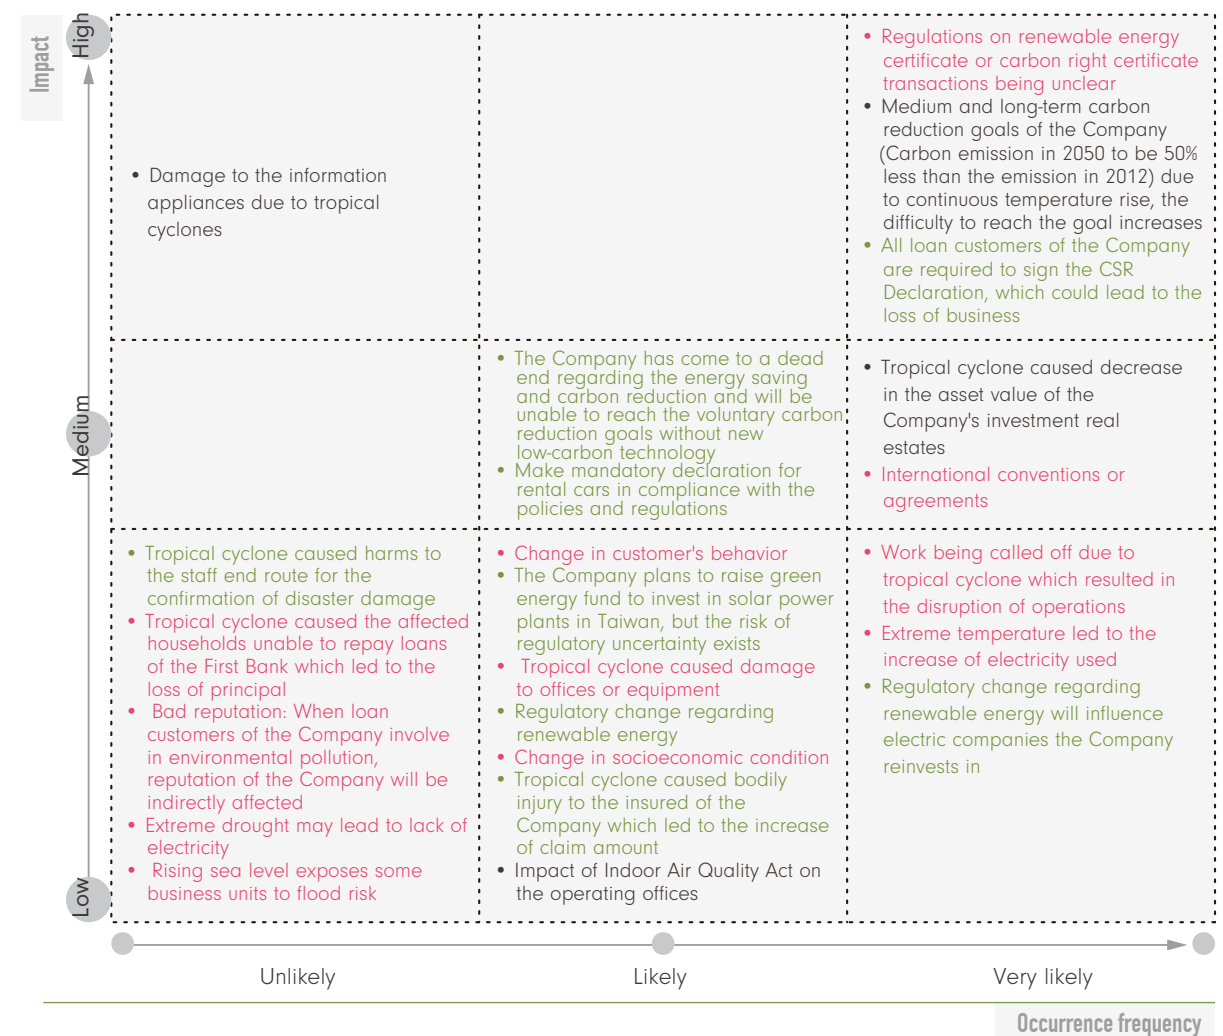 Impact
High
• Damage to the information
appliances due to tropical
cyclones
• Regulations on renewable energy
certificate or carbon right certificate
transactions being unclear
• Medium and long-term carbon
reduction goals of the Company
(Carbon emission in 2050 to be 50%
less than the emission in 2012) due
to continuous temperature rise, the
difficulty to reach the goal increases
• All loan customers of the Company
are required to sign the CSR
Declaration, which could lead to the
loss of business
Medium
• The Company has come to a dead
end regarding the energy saving
and carbon reduction and will be
unable to reach the voluntary carbon
reduction goals without new
low-carbon technology
• Make mandatory declaration for
rental cars in compliance with the
policies and regulations
• Tropical cyclone caused decrease
in the asset value of the
Company's investment real
estates
• International conventions or
agreements
Low
• Tropical cyclone caused harms to
the staff end route for the
confirmation of disaster damage
• Tropical cyclone caused the affected
households unable to repay loans
of the First Bank which led to the
loss of principal
• Bad reputation: When loan
customers of the Company involve
in environmental pollution,
reputation of the Company will be
indirectly affected
• Extreme drought may lead to lack of
electricity
• Rising sea level exposes some
business units to flood risk
• Change in customer's behavior
• The Company plans to raise green
energy fund to invest in solar power
plants in Taiwan, but the risk of
regulatory uncertainty exists
• Tropical cyclone caused damage
to offices or equipment
• Regulatory change regarding
renewable energy
• Change in socioeconomic condition
• Tropical cyclone caused bodily
injury to the insured of the
Company which led to the increase
of claim amount
• Impact of Indoor Air Quality Act on
the operating offices
• Work being called off due to
tropical cyclone which resulted in
the disruption of operations
• Extreme temperature led to the
increase of electricity used
• Regulatory change regarding
renewable energy will influence
electric companies the Company
reinvests in
Unlikely
Likely
Very likely
Occurrence frequency